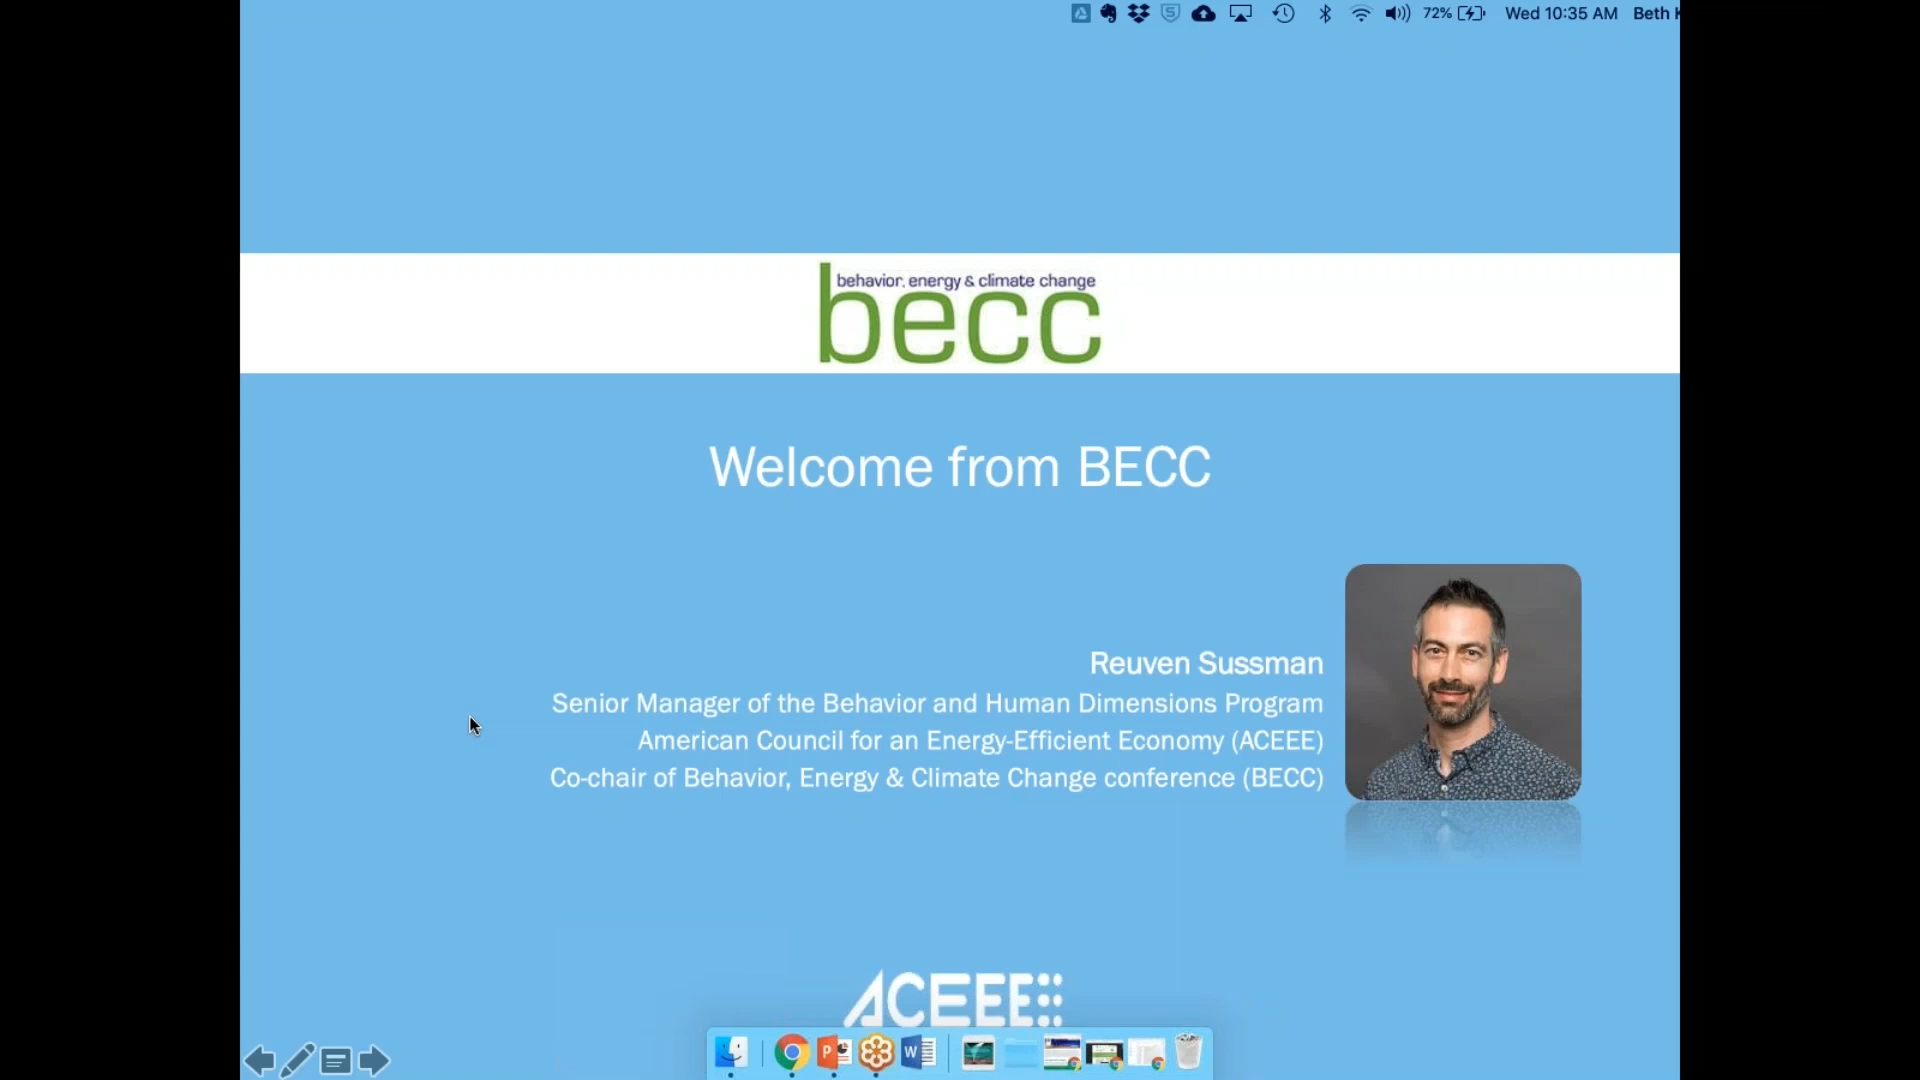 72%
Wed 10:35 AM
Beth
behavior, energy & climate change
becc
Welcome from BECC
Reuven Sussman
Senior Manager of the Behavior and Human Dimensions Program
American Council for an Energy-Efficient Economy (ACEEE)
Co-chair of Behavior, Energy & Climate Change conference (BECC)
ACEEE